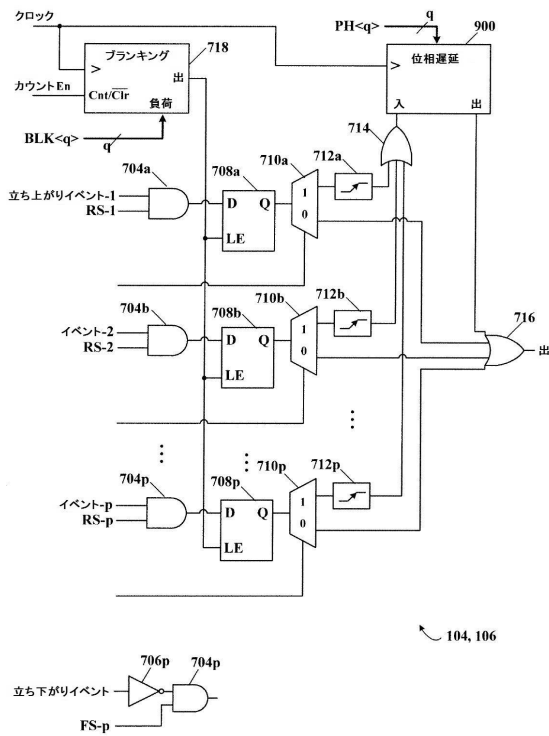 クロック
PH<q>
q
900
ブランキング
718
位相遅延
>
>
出
カウントEn
Cnt/Clr
負荷
入
出
BLK<q>
q
714
704a
708a
710a
712a
立ち上がりイベント-1
RS-1
D
Q
1
0
LE
704b
708b
710b
712b
716
イベント-2
RS-2
D
Q
1
0
出
LE
704p
708p
710p
712p
イベント-p
RS-p
D
Q
1
0
LE
104, 106
706p
704p
立ち下がりイベント
FS-p